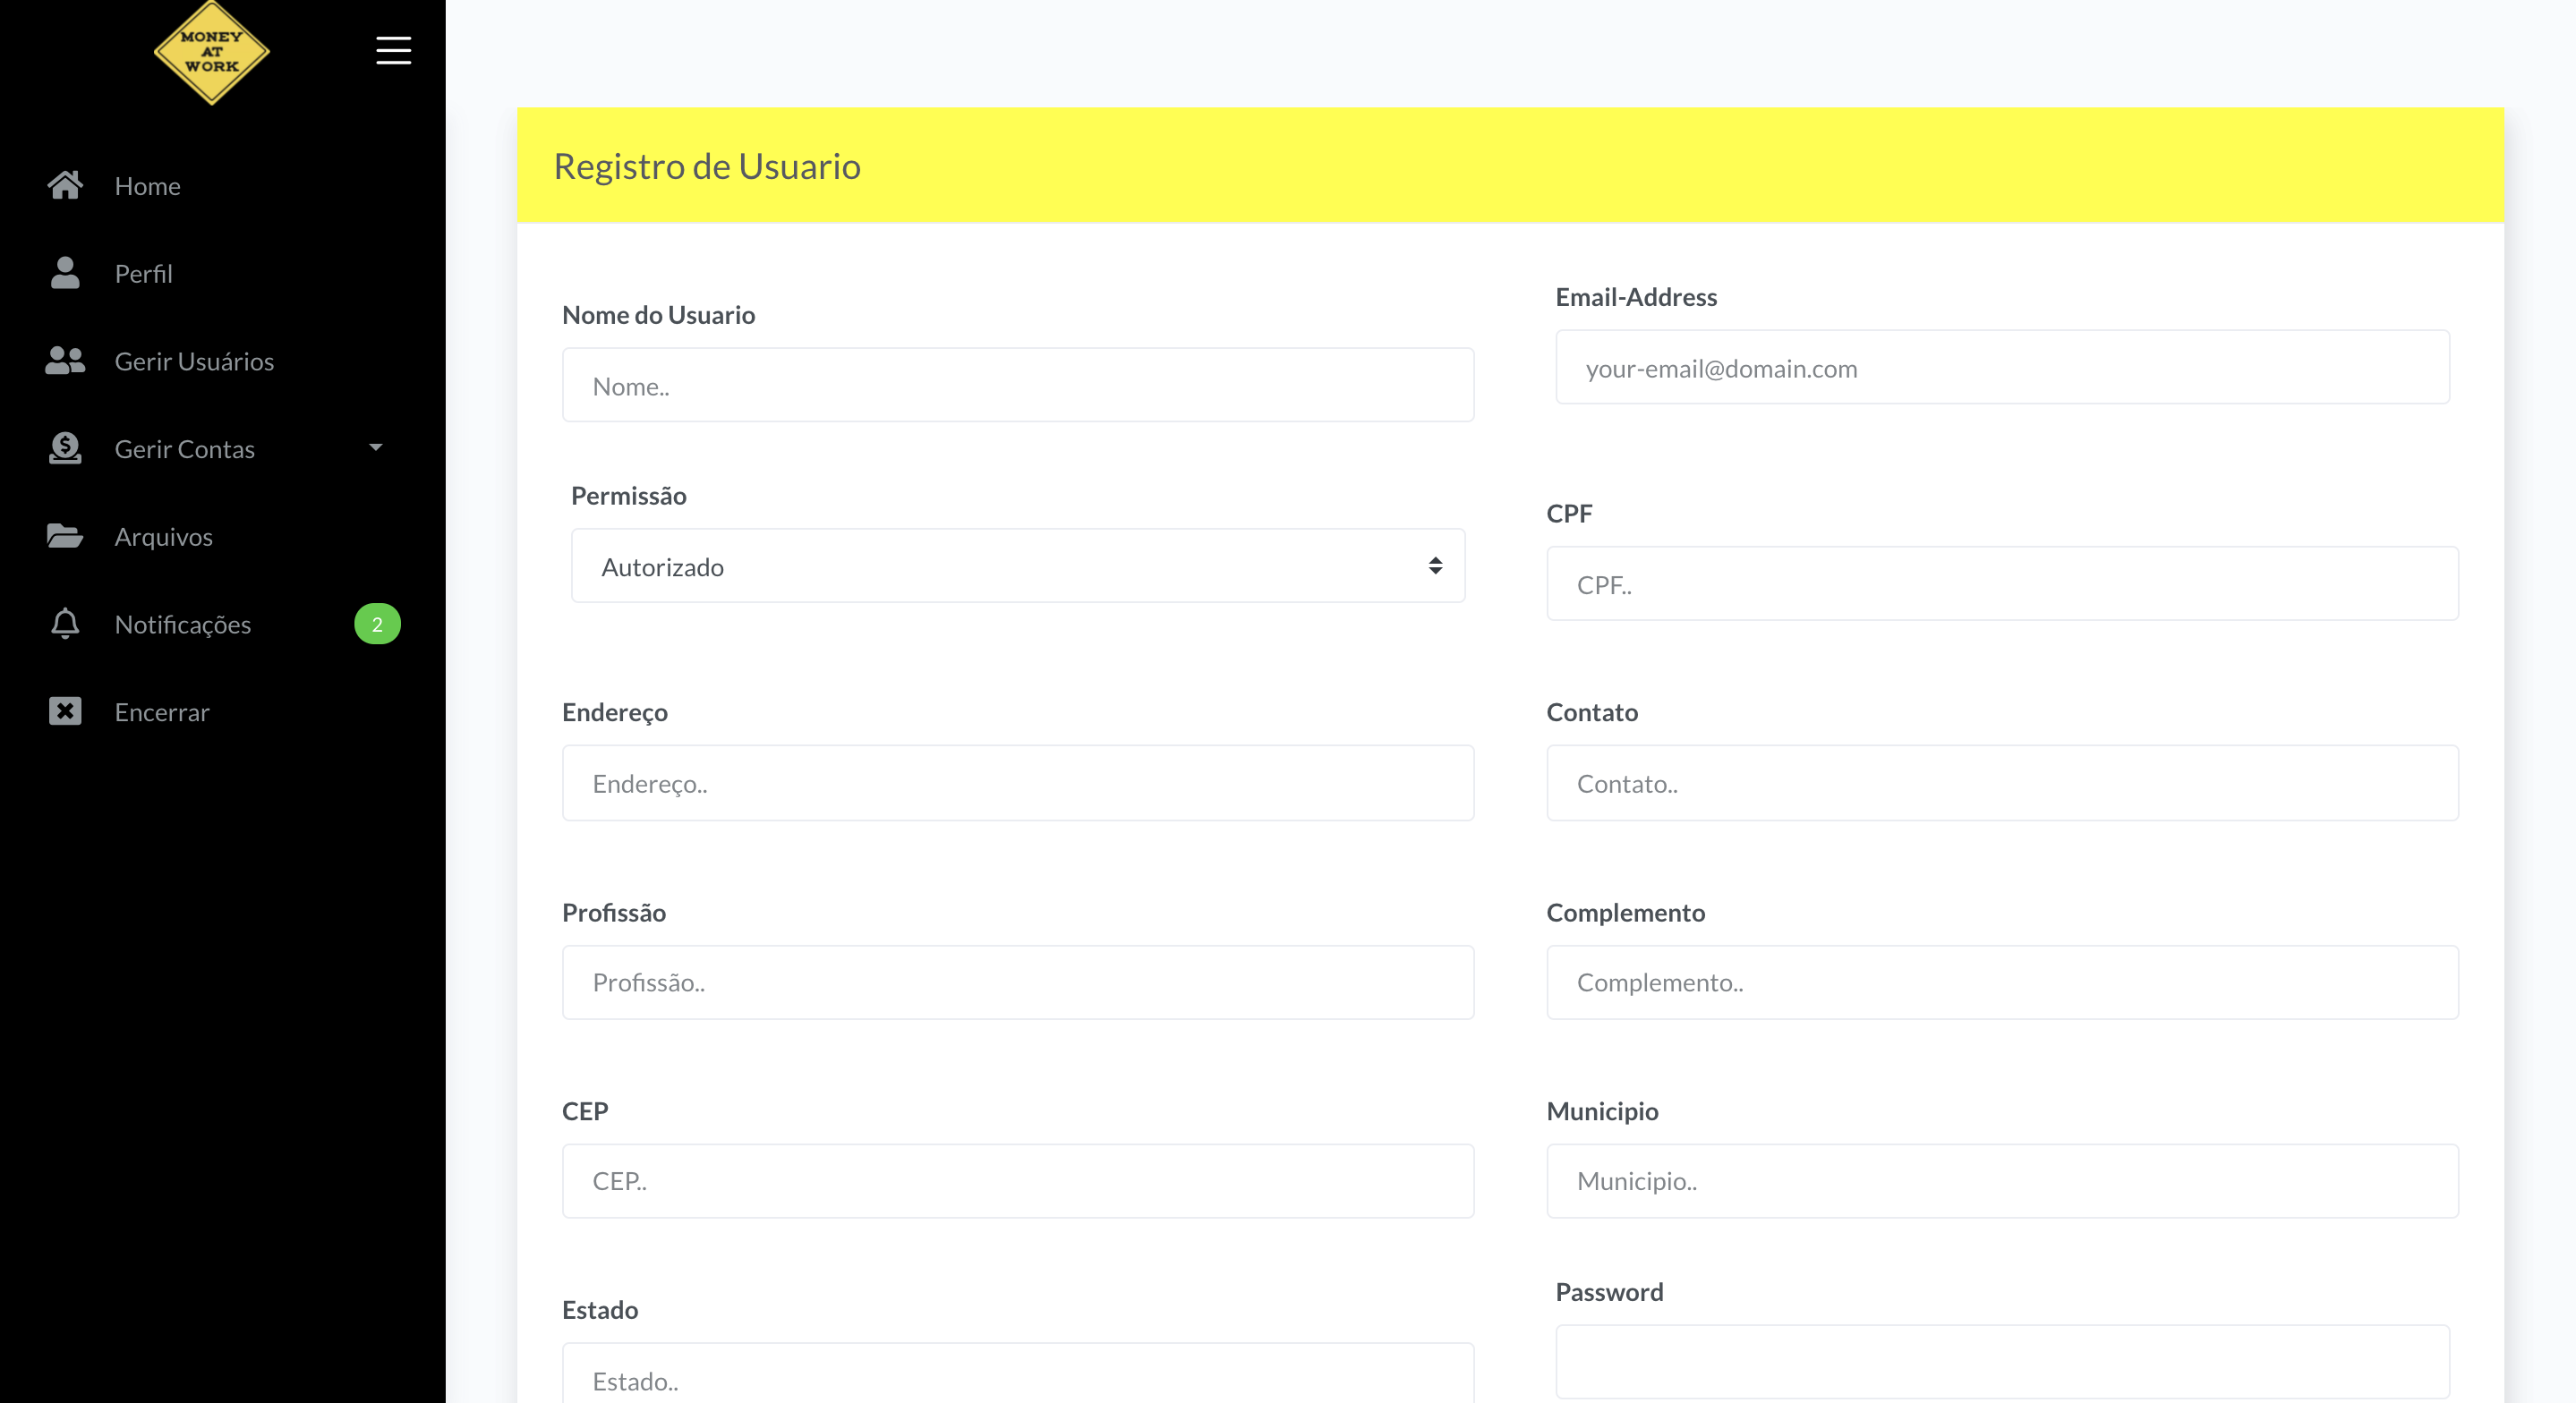 MONEY
AT
WORK
Home
Perfil
Gerir Usuários
Gerir Contas
Arquivos
Notificações
2
Encerrar
Registro de Usuario
Nome do Usuario
Nome..
Email-Address
your-email@domain.com
Permissão
Autorizado
CPF
CPF..
Endereço
Endereço..
Contato
Contato..
Profissão
Profissão..
Complemento
Complemento..
CEP
CEP..
Municipio
Municipio..
Estado
Estado..
Password